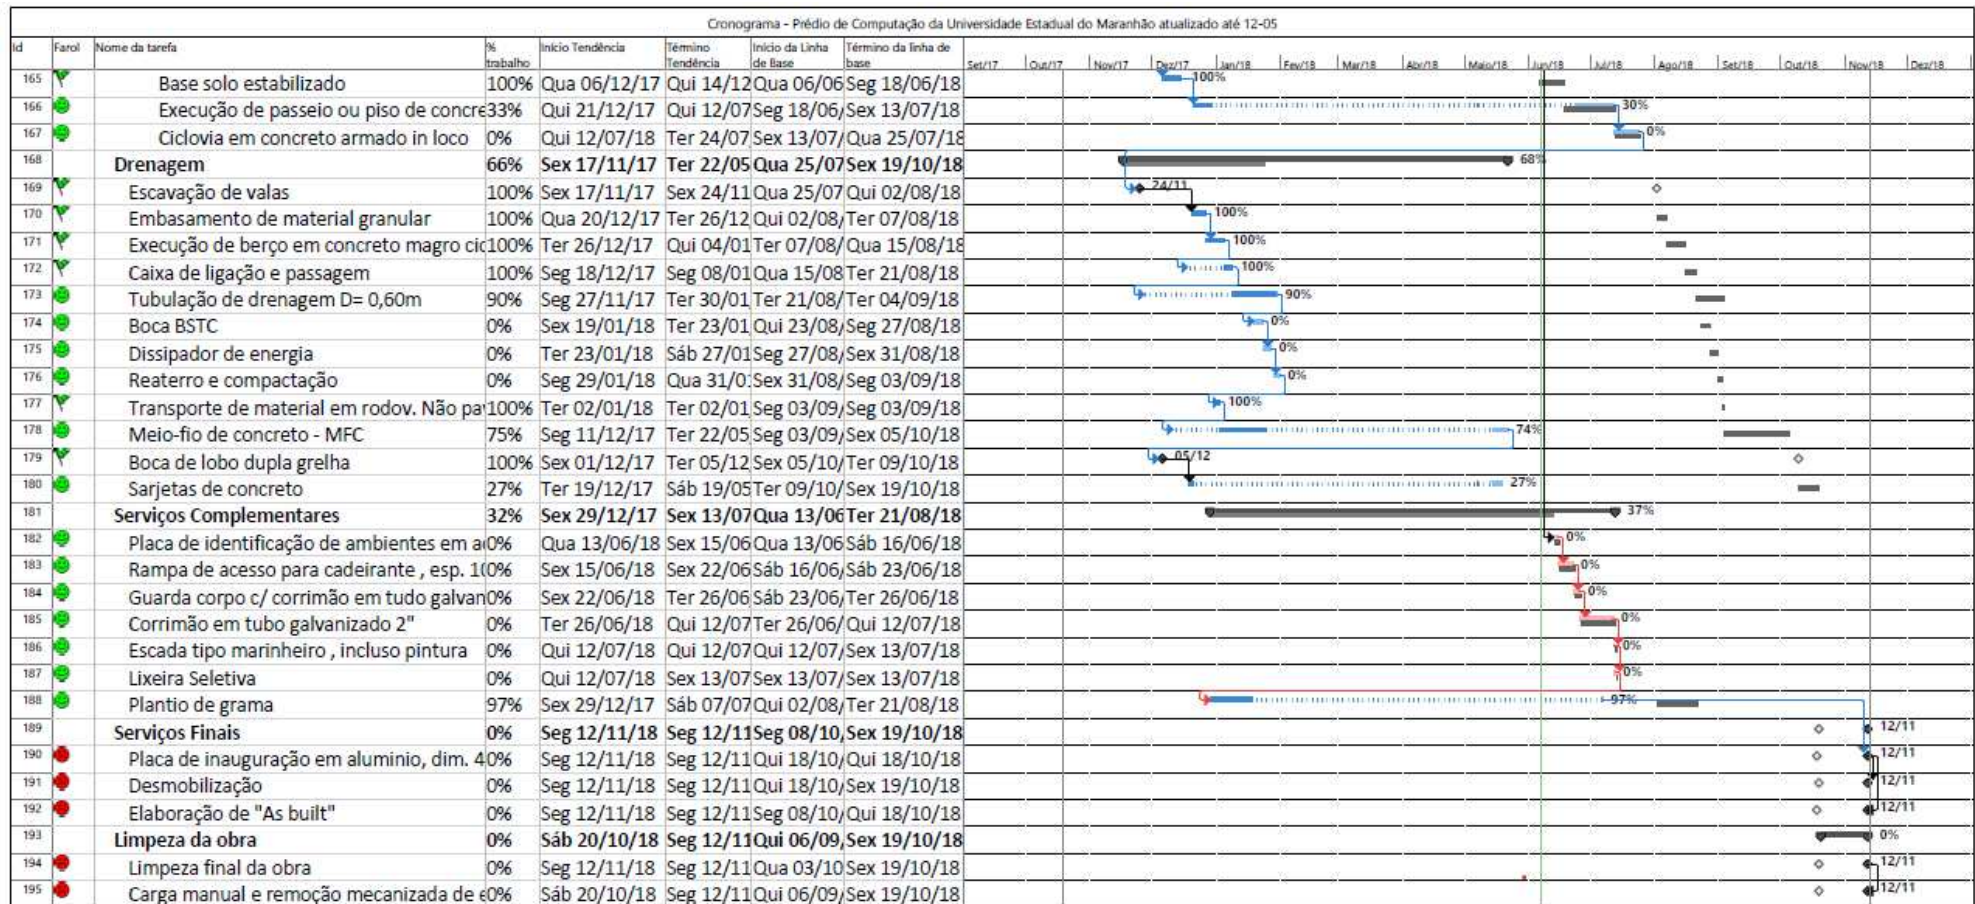 Cronograma - Prédio de Computação da Universidade Estadual do Maranhão atualizado até 12-05
Id Farol Nome da tarefa % trabalho Início Tendência Término Tendência Início da Linha de Base Término da linha de base Set/17 Out/17 Nov/17 Dez/17 Jan/18 Fev/18 Mar/18 Abr/18 Maio/18 Jun/18 Jul/18 Ago/18 Set/18 Out/18 Nov/18 Dez/18
165 Base solo estabilizado 100% Qua 06/12/17 Qui 14/12 Qua 06/06 Seg 18/06/18 100%
166 Execução de passeio ou piso de concre 33% Qui 21/12/17 Qui 12/07 Seg 18/06/ Sex 13/07/18 30%
167 Ciclovia em concreto armado in loco 0% Qui 12/07/18 Ter 24/07 Sex 13/07/ Qua 25/07/18 0%
168 Drenagem 66% Sex 17/11/17 Ter 22/05 Qua 25/07 Sex 19/10/18 68%
169 Escavação de valas 100% Sex 17/11/17 Sex 24/11 Qua 25/07 Qui 02/08/18 24/11
170 Embasamento de material granular 100% Qua 20/12/17 Ter 26/12 Qui 02/08/ Ter 07/08/18 100%
171 Execução de berço em concreto magro cic 100% Ter 26/12/17 Qui 04/01 Ter 07/08/ Qua 15/08/18 100%
172 Caixa de ligação e passagem 100% Seg 18/12/17 Seg 08/01 Qua 15/08 Ter 21/08/18 100%
173 Tubulação de drenagem D= 0,60m 90% Seg 27/11/17 Ter 30/01 Ter 21/08/ Ter 04/09/18 90%
174 Boca BSTC 0% Sex 19/01/18 Ter 23/01 Qui 23/08/ Seg 27/08/18 0%
175 Dissipador de energia 0% Ter 23/01/18 Sáb 27/01 Seg 27/08/ Sex 31/08/18 0%
176 Reaterro e compactação 0% Seg 29/01/18 Qua 31/0 Sex 31/08/ Seg 03/09/18 0%
177 Transporte de material em rodov. Não pa 100% Ter 02/01/18 Ter 02/01 Seg 03/09/ Seg 03/09/18 100%
178 Meio-fio de concreto - MFC 75% Seg 11/12/17 Ter 22/05 Seg 03/09/ Sex 05/10/18 74%
179 Boca de lobo dupla grelha 100% Sex 01/12/17 Ter 05/12 Sex 05/10/ Ter 09/10/18 05/12
180 Sarjetas de concreto 27% Ter 19/12/17 Sáb 19/05 Ter 09/10/ Sex 19/10/18 27%
181 Serviços Complementares 32% Sex 29/12/17 Sex 13/07 Qua 13/06 Ter 21/08/18 37%
182 Placa de identificação de ambientes em a 0% Qua 13/06/18 Sex 15/06 Qua 13/06 Sáb 16/06/18 0%
183 Rampa de acesso para cadeirante , esp. 10 0% Sex 15/06/18 Sex 22/06 Sáb 16/06/ Sáb 23/06/18 0%
184 Guarda corpo c/ corrimão em tudo galvan 0% Sex 22/06/18 Ter 26/06 Sáb 23/06/ Ter 26/06/18 0%
185 Corrimão em tubo galvanizado 2" 0% Ter 26/06/18 Qui 12/07 Ter 26/06/ Qui 12/07/18 0%
186 Escada tipo marinheiro , incluso pintura 0% Qui 12/07/18 Qui 12/07 Qui 12/07/ Sex 13/07/18 0%
187 Lixeira Seletiva 0% Qui 12/07/18 Sex 13/07 Sex 13/07/ Sex 13/07/18 0%
188 Plantio de grama 97% Sex 29/12/17 Sáb 07/07 Qui 02/08/ Ter 21/08/18 97%
189 Serviços Finais 0% Seg 12/11/18 Seg 12/11 Seg 08/10/ Sex 19/10/18 12/11
190 Placa de inauguração em aluminio, dim. 4 0% Seg 12/11/18 Seg 12/11 Qui 18/10/ Qui 18/10/18 12/11
191 Desmobilização 0% Seg 12/11/18 Seg 12/11 Qui 18/10/ Sex 19/10/18 12/11
192 Elaboração de "As built" 0% Seg 12/11/18 Seg 12/11 Seg 08/10/ Qui 18/10/18 12/11
193 Limpeza da obra 0% Sáb 20/10/18 Seg 12/11 Qui 06/09/ Sex 19/10/18 0%
194 Limpeza final da obra 0% Seg 12/11/18 Seg 12/11 Qua 03/10 Sex 19/10/18 12/11
195 Carga manual e remoção mecanizada de e 0% Sáb 20/10/18 Seg 12/11 Qui 06/09/ Sex 19/10/18 12/11